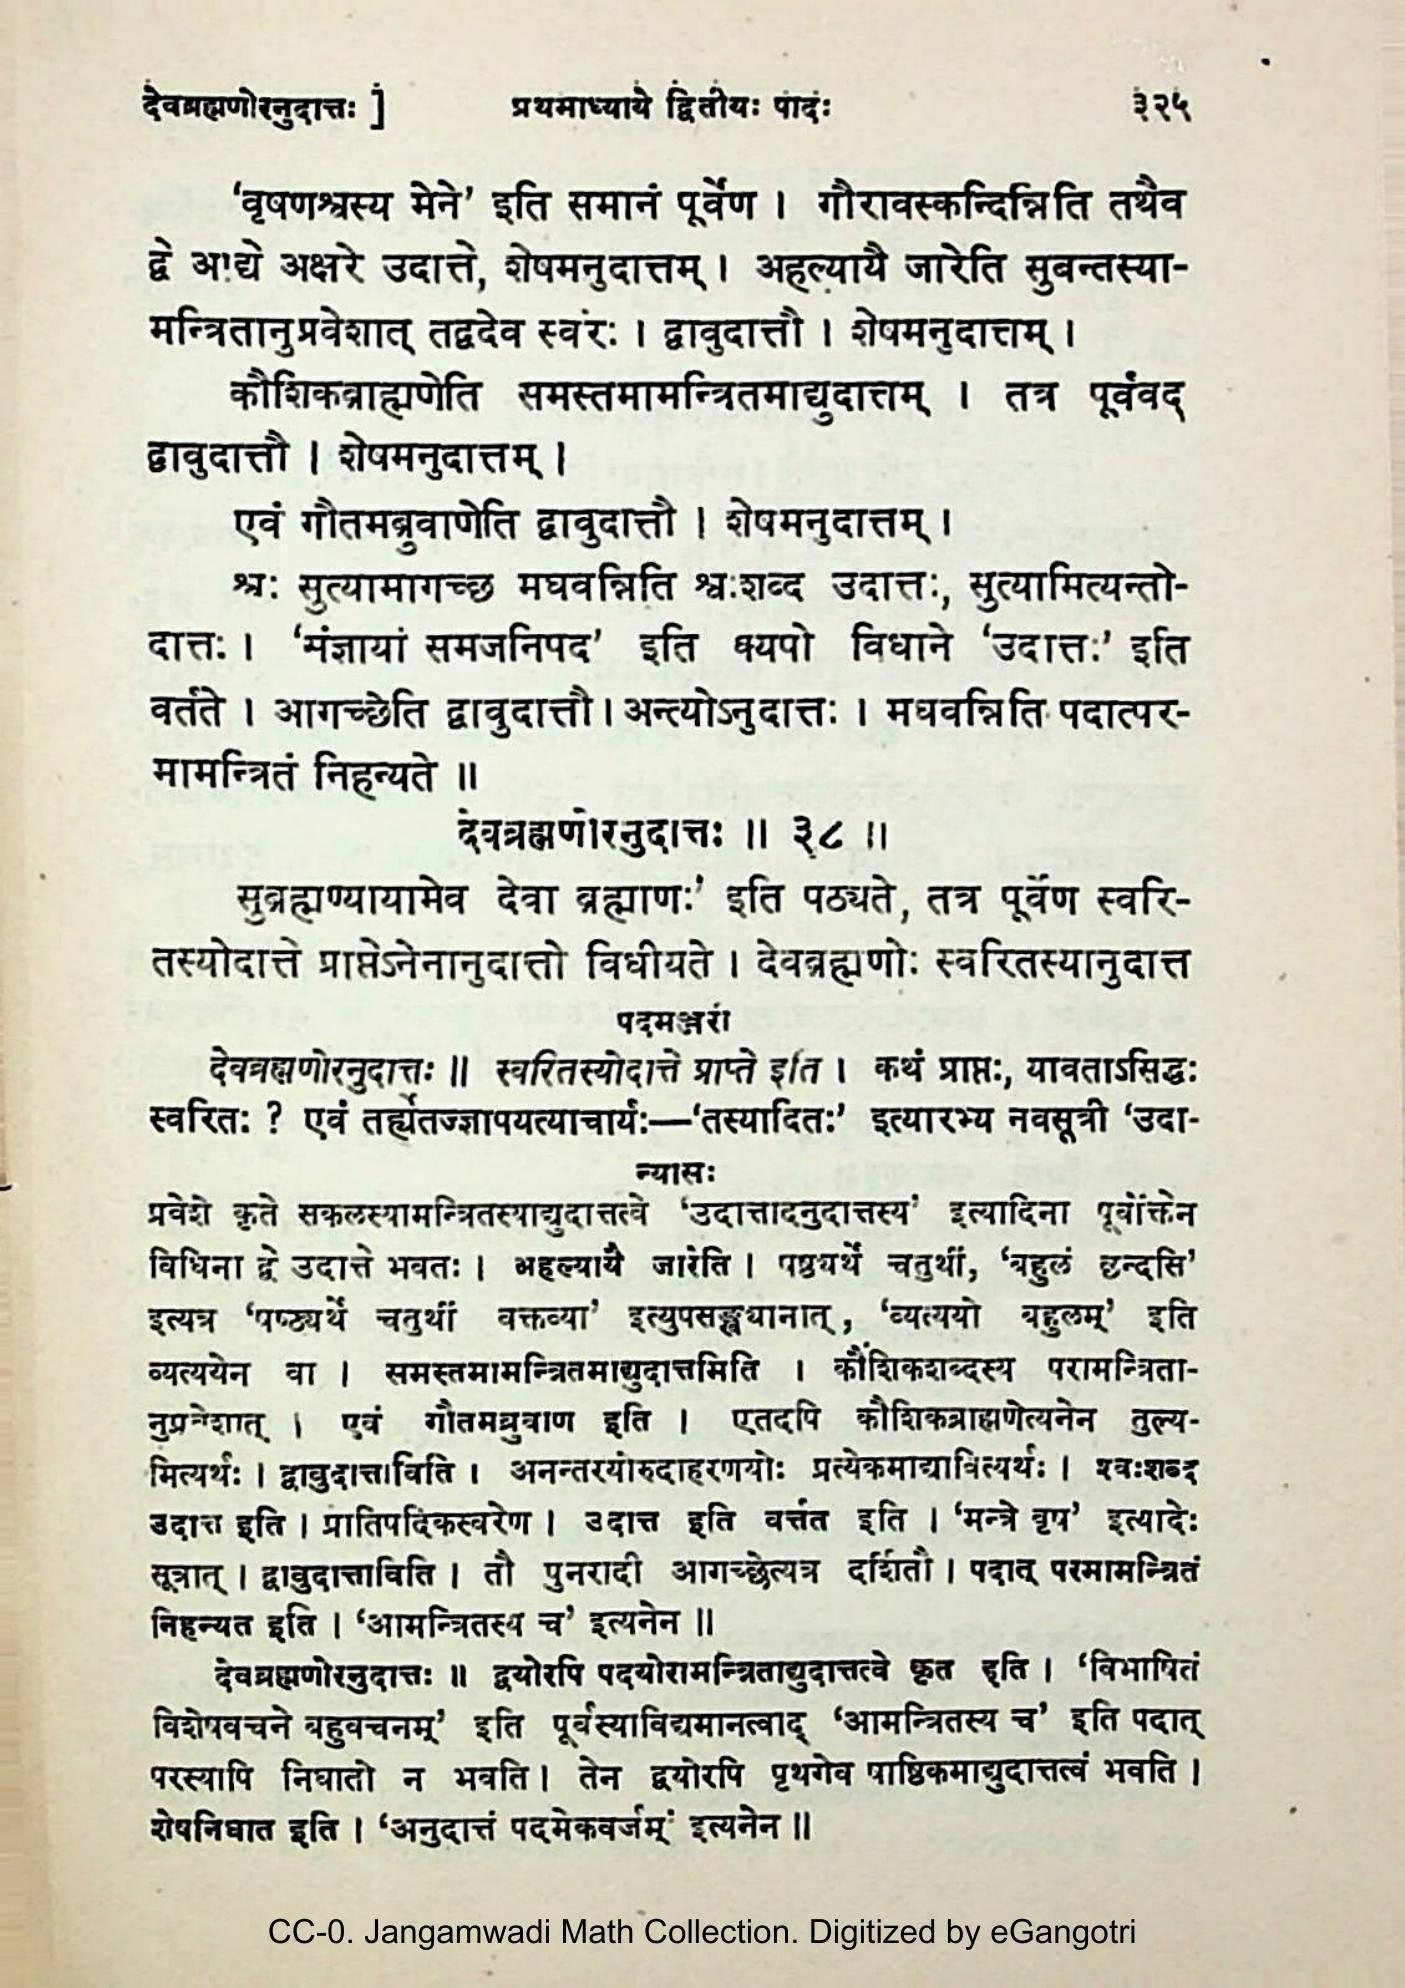 देवब्रह्मणोरनुदात्तः ] प्रथमाध्याये द्वितीयः पादः ३२५
‘वृषणश्वस्य मेने’ इति समानं पूर्वेण । गौरावस्कन्दिन्निति तथैव
द्वे आद्ये अक्षरे उदात्ते, शेषमनुदात्तम् । अहल्यायै जारेति सुबन्तस्या-
मन्त्रितानुप्रवेशात् तद्वदेव स्वरः । द्वावुदात्तौ । शेषमनुदात्तम् ।
कौशिकब्राह्मणेति समस्तमामन्त्रितमाद्युदात्तम् । तत्र पूर्ववद्
द्वावुदात्तौ । शेषमनुदात्तम् ।
एवं गौतमब्रुवाणेति द्वावुदात्तौ । शेषमनुदात्तम् ।
श्वः सुत्यामागच्छ मघवन्निति श्वःशब्द उदात्तः, सुत्यामित्यन्तो-
दात्तः । ‘संज्ञायां समजनिपद’ इति क्यपो विधाने ‘उदात्तः’ इति
वर्तते । आगच्छेति द्वावुदात्तौ । अन्त्योऽनुदात्तः । मघवन्निति पदात्पर-
मामन्त्रितं निहन्यते ॥
देवब्रह्मणोरनुदात्तः ॥ ३८ ॥
सुब्रह्मण्यायामेव देवा ब्रह्माणः’ इति पठ्यते, तत्र पूर्वेण स्वरि-
तस्योदात्ते प्राप्तेऽनेनानुदात्तो विधीयते । देवब्रह्मणोः स्वरितस्यानुदात्त
पदमञ्जरी
देवब्रह्मणोरनुदात्तः ॥ स्वरितस्योदात्ते प्राप्ते इति । कथं प्राप्तः, यावताऽसिद्धः
स्वरितः ? एवं तर्ह्येतज्ज्ञापयत्याचार्यः—‘तस्यादितः’ इत्यारभ्य नवसूत्री ‘उदा-
न्यासः
प्रवेशे कृते सकलस्यामन्त्रितस्याद्युदात्तत्वे ‘उदात्तादनुदात्तस्य’ इत्यादिना पूर्वोक्तेन
विधिना द्वे उदात्ते भवतः । अहल्यायै जारेति । षष्ठ्यर्थे चतुर्थी, ‘बहुलं छन्दसि’
इत्यत्र ‘षष्ठ्यर्थे चतुर्थी वक्तव्या’ इत्युपसङ्ख्यानात्, ‘व्यत्ययो बहुलम्’ इति
व्यत्ययेन वा । समस्तमामन्त्रितमाद्युदात्तमिति । कौशिकशब्दस्य परामन्त्रिता-
नुप्रवेशात् । एवं गौतमब्रुवाण इति । एतदपि कौशिकब्राह्मणेत्यनेन तुल्य-
मित्यर्थः । द्वावुदात्ताविति । अनन्तरयोरुदाहरणयोः प्रत्येकमाद्यावित्यर्थः । श्वःशब्द
उदात्त इति । प्रातिपदिकस्वरेण । उदात्त इति वर्त्तत इति । ‘मन्त्रे वृष’ इत्यादेः
सूत्रात् । द्वावुदात्ताविति । तौ पुनरादी आगच्छेत्यत्र दर्शितौ । पदात् परमामन्त्रितं
निहन्यत इति । ‘आमन्त्रितस्य च’ इत्यनेन ॥
देवब्रह्मणोरनुदात्तः ॥ द्वयोरपि पदयोरामन्त्रिताद्युदात्तत्वे कृत इति । ‘विभाषितं
विशेषवचने बहुवचनम्’ इति पूर्वस्याविद्यमानत्वाद् ‘आमन्त्रितस्य च’ इति पदात्
परस्यापि निघातो न भवति । तेन द्वयोरपि पृथगेव षाष्ठिकमाद्युदात्तत्वं भवति ।
शेषनिघात इति । ‘अनुदात्तं पदमेकवर्जम्’ इत्यनेन ॥
CC-0. Jangamwadi Math Collection. Digitized by eGangotri